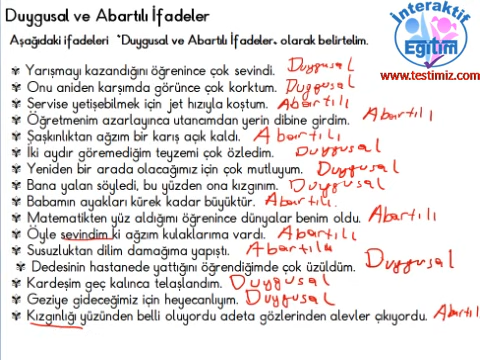 Duygusal ve Abartılı İfadeler
İnteraktif
Eğitim
www.testimiz.com
Aşağıdaki ifadeleri "Duygusal ve Abartılı İfadeler" olarak belirtelim.
Yarışmayı kazandığını öğrenince çok sevindi. Duygusal
Onu aniden karşımda görünce çok korktum. Duygusal
Servise yetişebilmek için jet hızıyla koştum. Abartılı
Öğretmenim azarlayınca utancımdan yerin dibine girdim. Abartılı
Şaşkınlıktan ağzım bir karış açık kaldı. Abartılı
İki aydır göremediğim teyzemi çok özledim. Duygusal
Yeniden bir arada olacağımız için çok mutluyum. Duygusal
Bana yalan söyledi, bu yüzden ona kızgınım. Duygusal
Babamın ayakları kürek kadar büyüktür. Abartılı.
Matematikten yüz aldığımı öğrenince dünyalar benim oldu. Abartılı
Öyle sevindim ki ağzım kulaklarıma vardı. Abartılı
Susuzluktan dilim damağıma yapıştı. Abartılı
Dedesinin hastanede yattığını öğrendiğimde çok üzüldüm. Duygusal
Kardeşim geç kalınca telaşlandım. Duygusal
Geziye gideceğimiz için heyecanlıyım. Duygusal
Kızgınlığı yüzünden belli oluyordu adeta gözlerinden alevler çıkıyordu. Abartıl